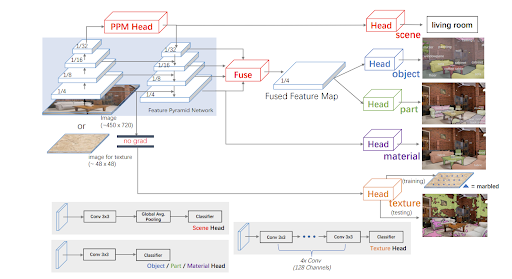 PPM Head
1/32
1/16
1/8
1/4
1/32
1/16
1/8
1/4
Feature Pyramid Network
Image
(~450 x 720)
or
image for texture
(~ 48 x 48)
no grad
Fuse
1/4
Fused Feature Map
Head
scene
living room
Head
object
Head
part
Head
material
Head
texture
(training)
(testing)
= marbled
Conv 3x3
Global Avg.
Pooling
Classifier
Scene Head
Conv 3x3
Classifier
Object / Part / Material Head
Conv 3x3
Conv 3x3
Classifier
4x Conv
(128 Channels)
Texture Head